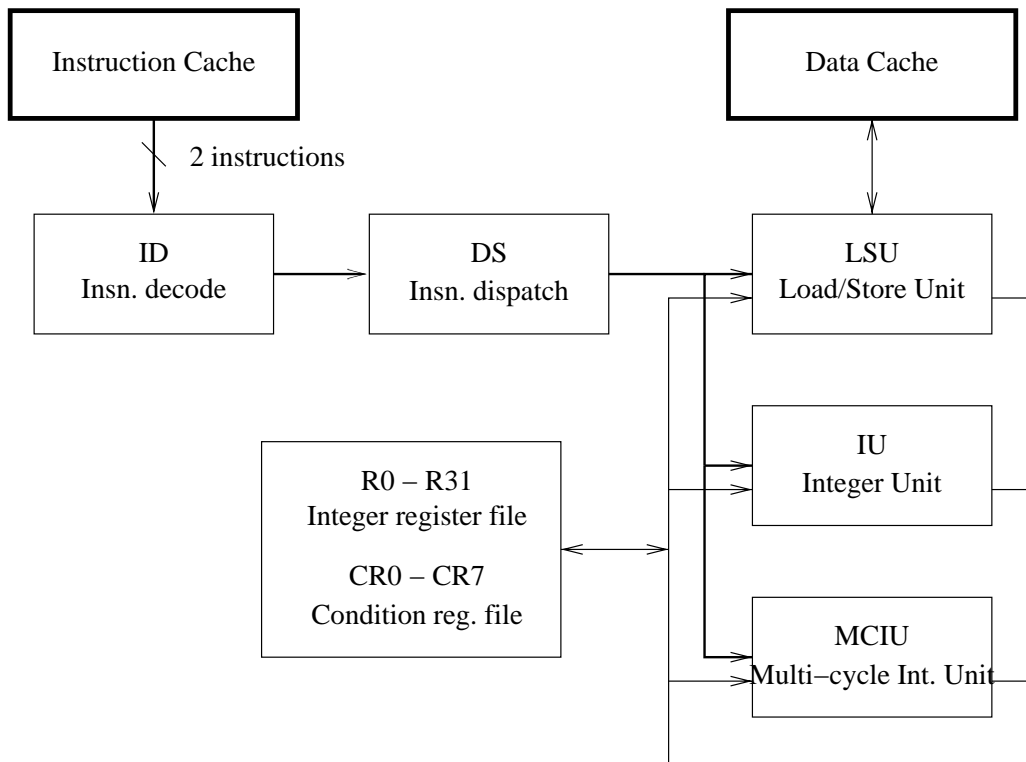 Instruction Cache
Data Cache
2 instructions
ID
Insn. decode
DS
Insn. dispatch
LSU
Load/Store Unit
IU
Integer Unit
R0 − R31
Integer register file
CR0 − CR7
Condition reg. file
MCIU
Multi−cycle Int. Unit